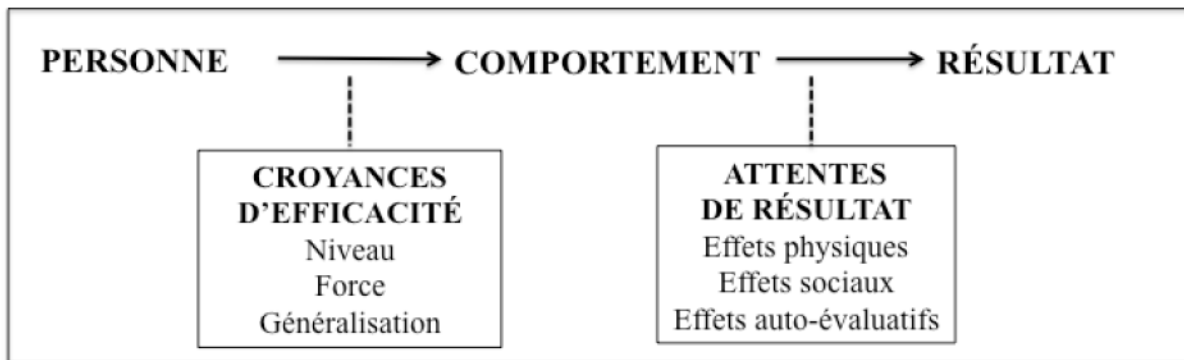 PERSONNE COMPORTEMENT RÉSULTAT
CROYANCES
D'EFFICACITÉ
Niveau
Force
Généralisation
ATTENTES
DE RÉSULTAT
Effets physiques
Effets sociaux
Effets auto-évaluatifs